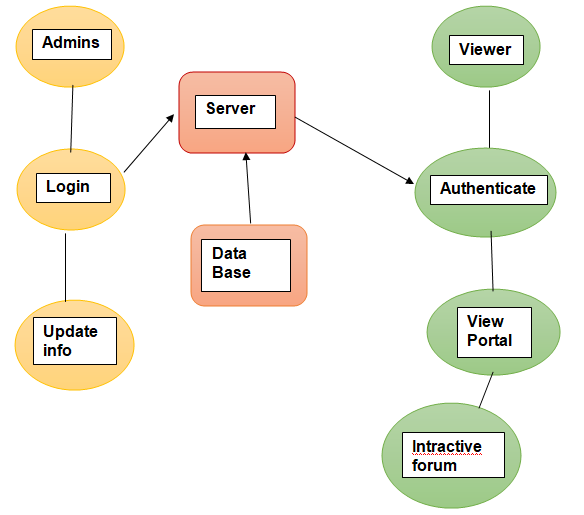 Admins
Viewer
Server
Login
Authenticate
Data
Base
Update
info
View
Portal
Intractive
forum